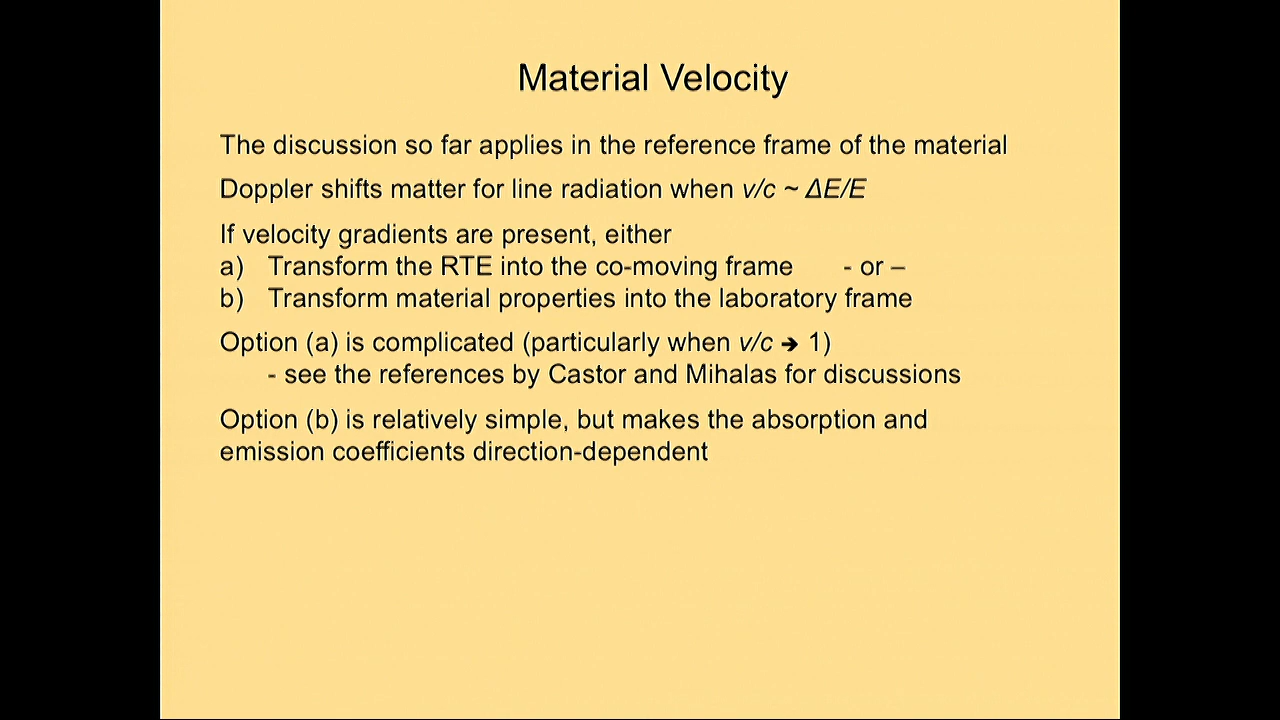 Material Velocity
The discussion so far applies in the reference frame of the material
Doppler shifts matter for line radiation when v/c ~ ΔE/E
If velocity gradients are present, either
a) Transform the RTE into the co-moving frame - or –
b) Transform material properties into the laboratory frame
Option (a) is complicated (particularly when v/c ➔ 1)
- see the references by Castor and Mihalas for discussions
Option (b) is relatively simple, but makes the absorption and
emission coefficients direction-dependent